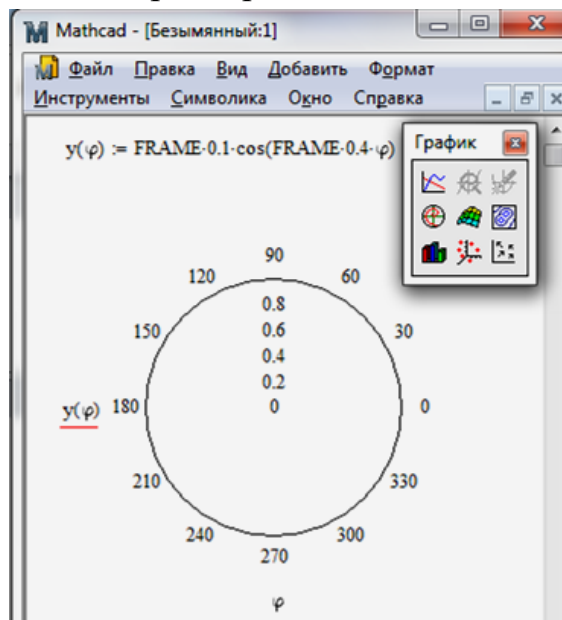 Mathcad - [Безымянный:1]
Файл Правка Вид Добавить Формат
Инструменты Символика Окно Справка
y(φ) := FRAME·0.1·cos(FRAME·0.4·φ)
График
90
120 60
0.8
150 0.6 30
0.4
0.2
y(φ) 180 0 0
210 330
240 300
270
φ